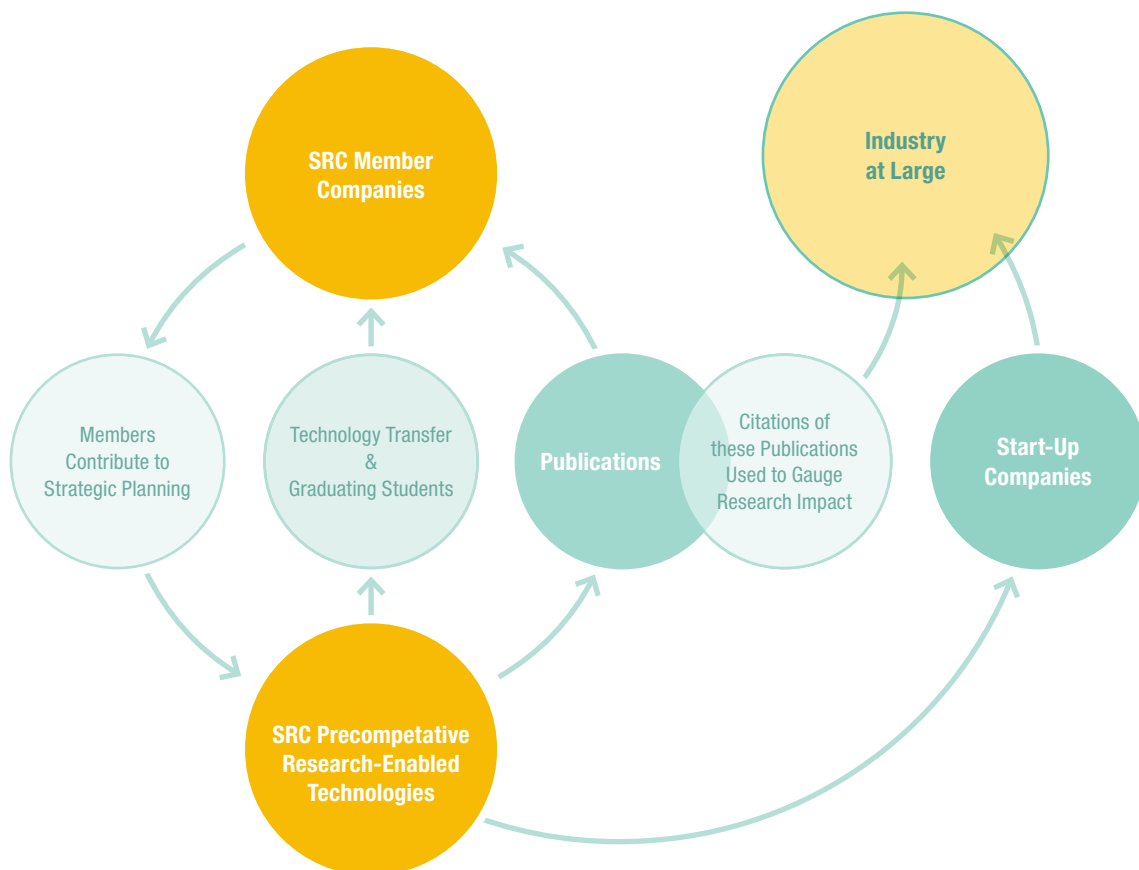 SRC Member
Companies
Industry
at Large
Members
Contribute to
Strategic Planning
Technology Transfer
&
Graduating Students
Publications
Citations of
these Publications
Used to Gauge
Research Impact
Start-Up
Companies
SRC Precompetative
Research-Enabled
Technologies